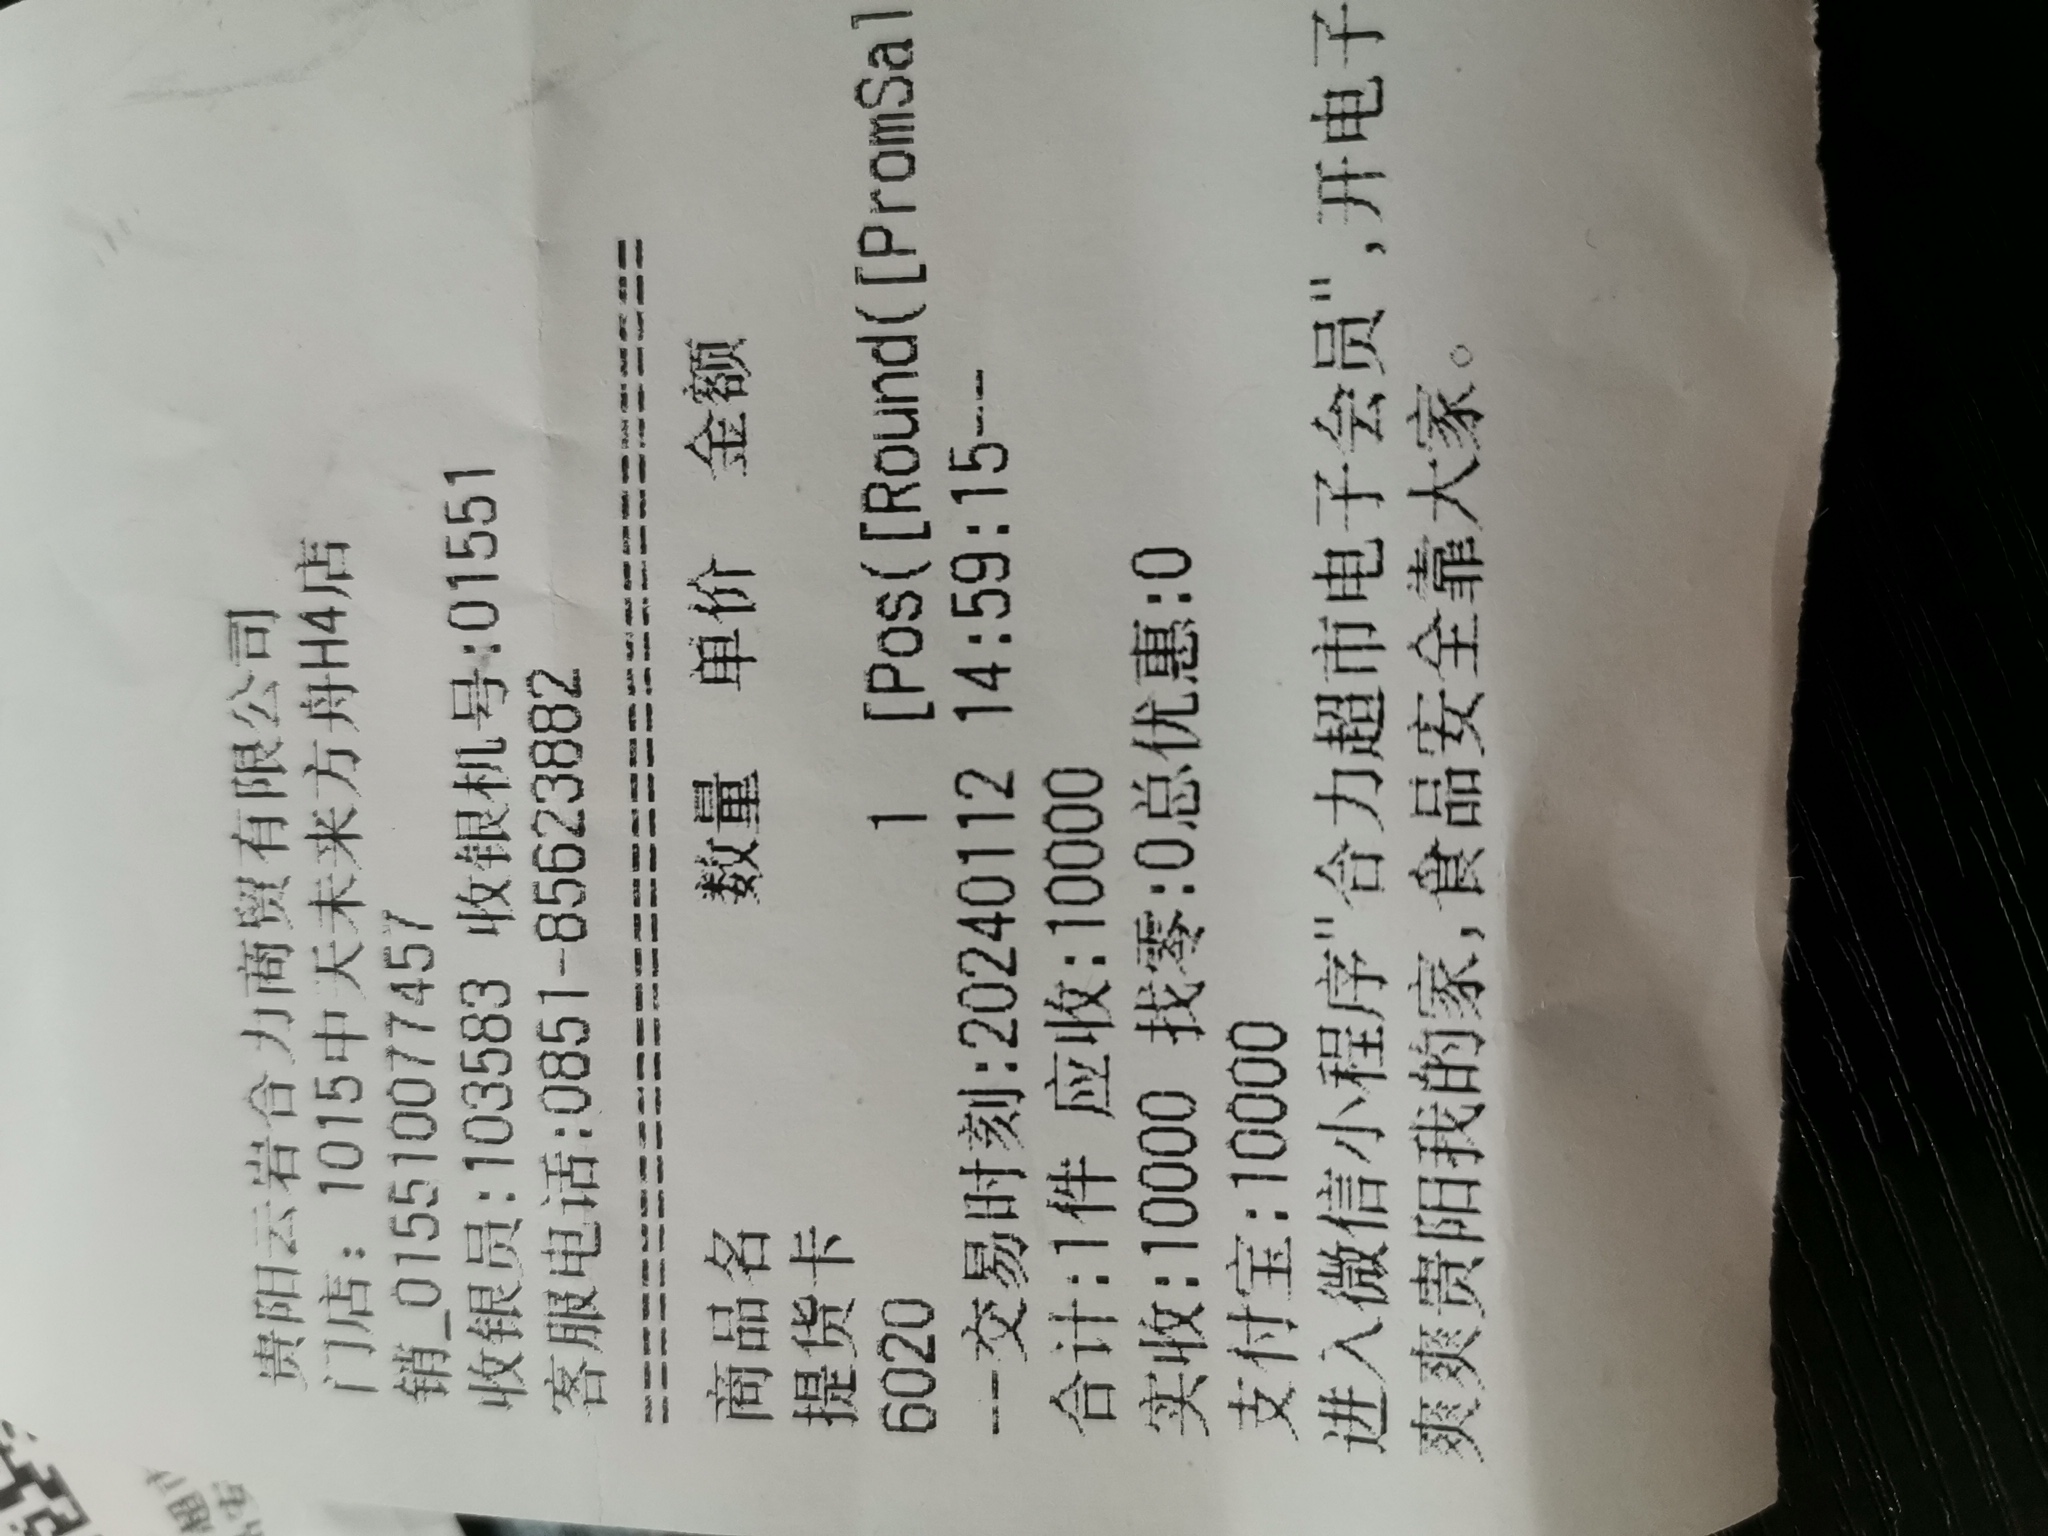 贵阳云岩合力商贸有限公司
门店：1015中天未来方舟H4店
销_015510077457
收银员:103583 收银机号:01551
客服电话:0851-85623882
================================
商品名 数量 单价 金额
提货卡
6020 1 [Pos([Round([PromSal
--交易时刻:20240112 14:59:15--
合计:1件 应收:10000
实收:10000 找零:0总优惠:0
支付宝:10000
进入微信小程序"合力超市电子会员",开电子
爽爽贵阳我的家,食品安全靠大家。